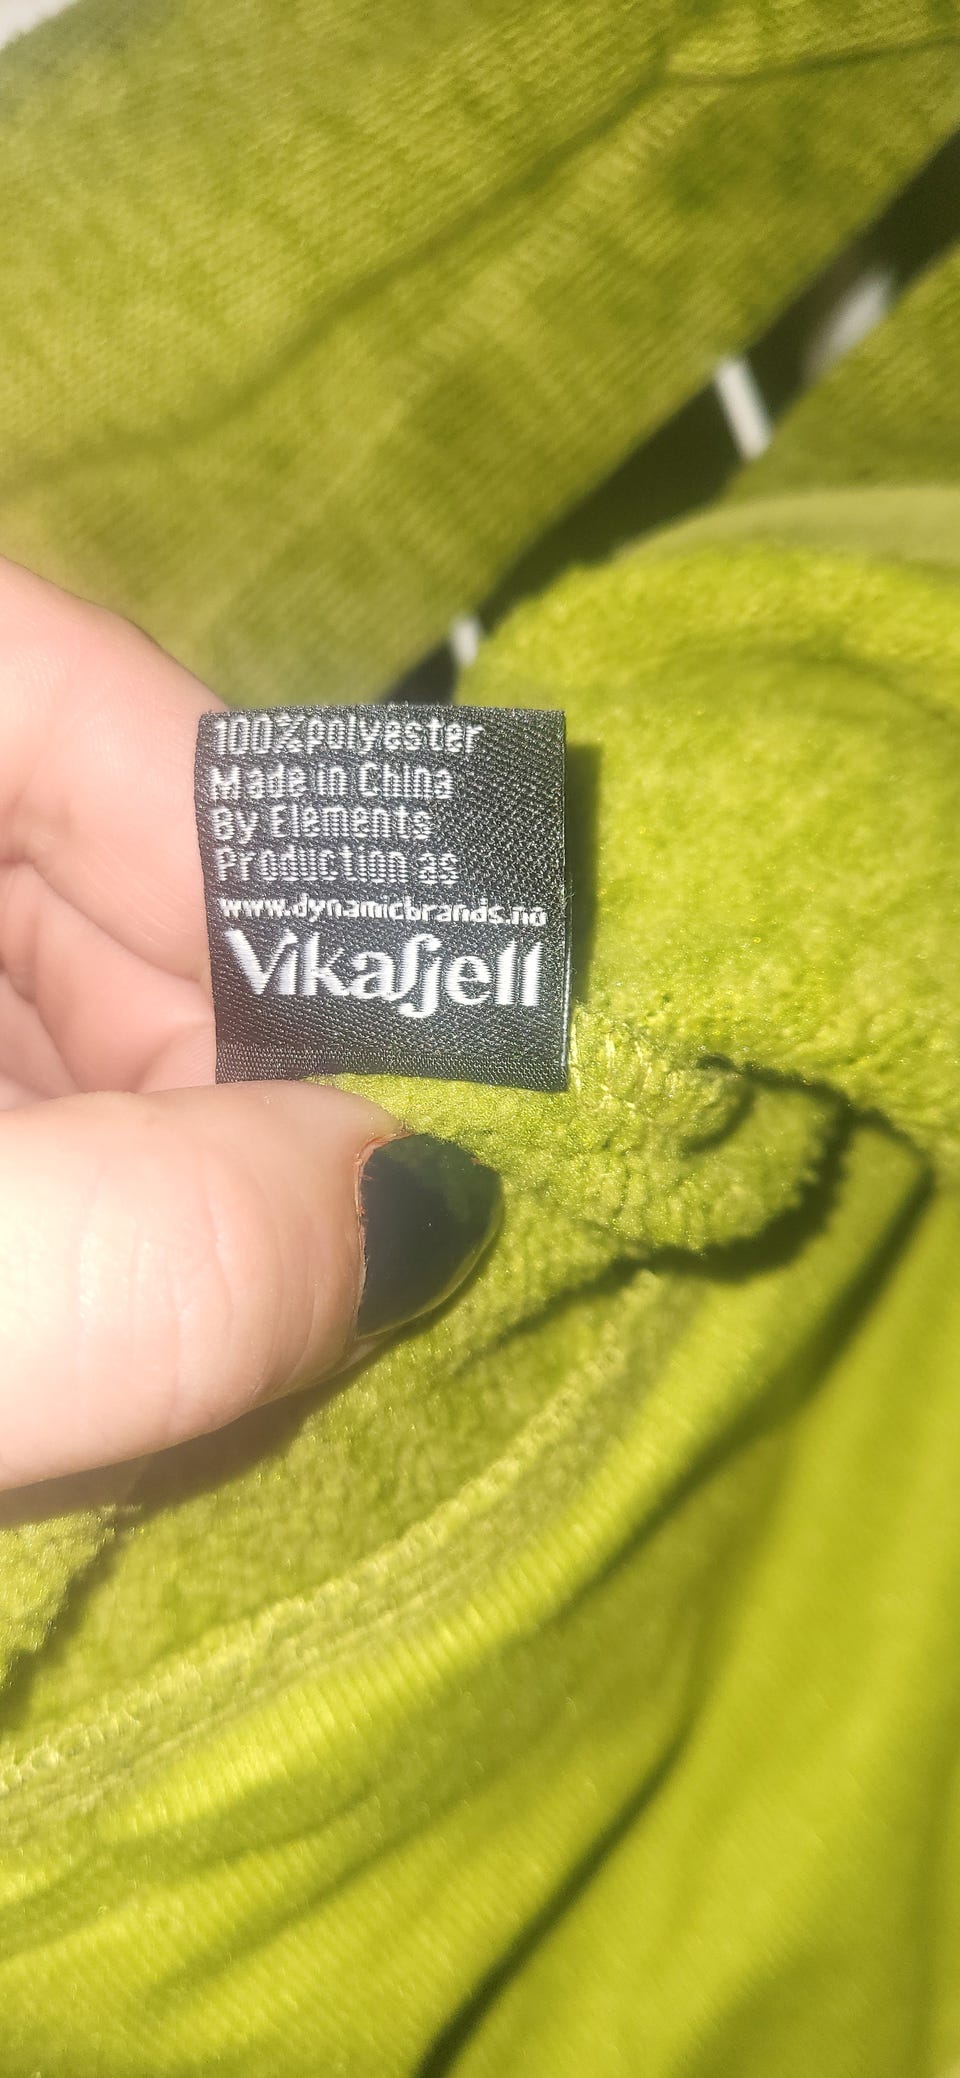 100% polyester
Made in China
By Elements
Production as
www.dynamicbrands.no
Vikafjell